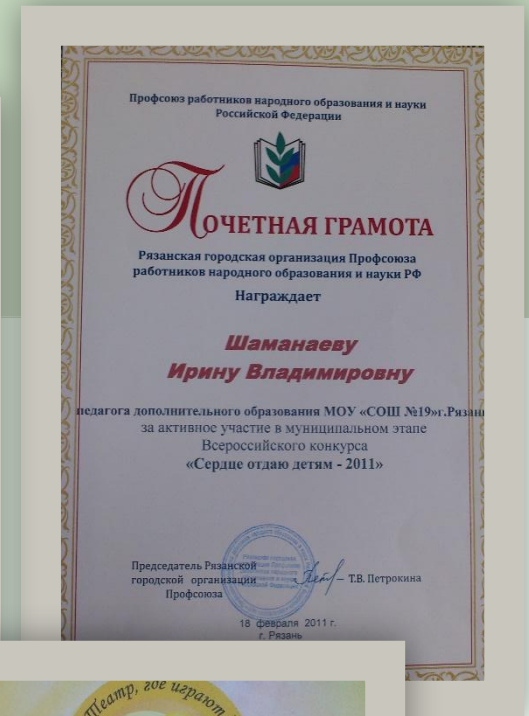 Профсоюз работников народного образования и науки
Российской Федерации
ПОЧЕТНАЯ ГРАМОТА
Рязанская городская организация Профсоюза
работников народного образования и науки РФ
Награждает
Шаманаеву
Ирину Владимировну
педагога дополнительного образования МОУ «СОШ №19»г.Рязани
за активное участие в муниципальном этапе
Всероссийского конкурса
«Сердце отдаю детям - 2011»
Председатель Рязанской
городской организации
Профсоюза
Т.В. Петрокина
18 февраля 2011 г.
г. Рязань
Театр, где играют